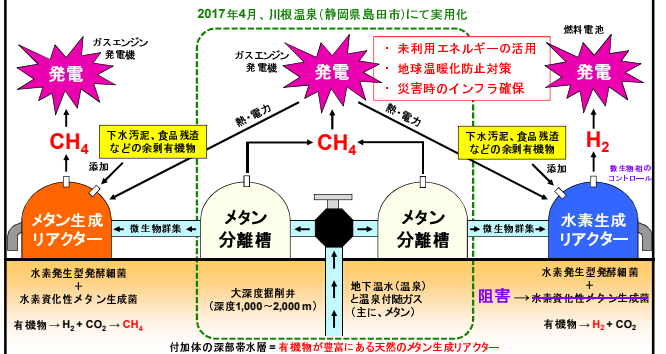 2017年4月、川根温泉（静岡県島田市）にて実用化
ガスエンジン
発電機
発電
ガスエンジン
発電機
発電
・ 未利用エネルギーの活用
・ 地球温暖化防止対策
・ 災害時のインフラ確保
燃料電池
発電
熱・電力
熱・電力
CH4
下水汚泥、食品残渣
などの余剰有機物
添加
CH4
下水汚泥、食品残渣
などの余剰有機物
添加
H2
微生物相の
コントロール
メタン生成
リアクター
微生物群集
メタン
分離槽
メタン
分離槽
微生物群集
水素生成
リアクター
水素発生型発酵細菌
+
水素資化性メタン生成菌
有機物 → H2 + CO2 → CH4
大深度掘削井
（深度1,000～2,000m）
地下温水（温泉）
と温泉付随ガス
（主に、メタン）
水素発生型発酵細菌
+
阻害 → 水素資化性メタン生成菌
有機物 → H2 + CO2
付加体の深部帯水層 = 有機物が豊富にある天然のメタン生成リアクター